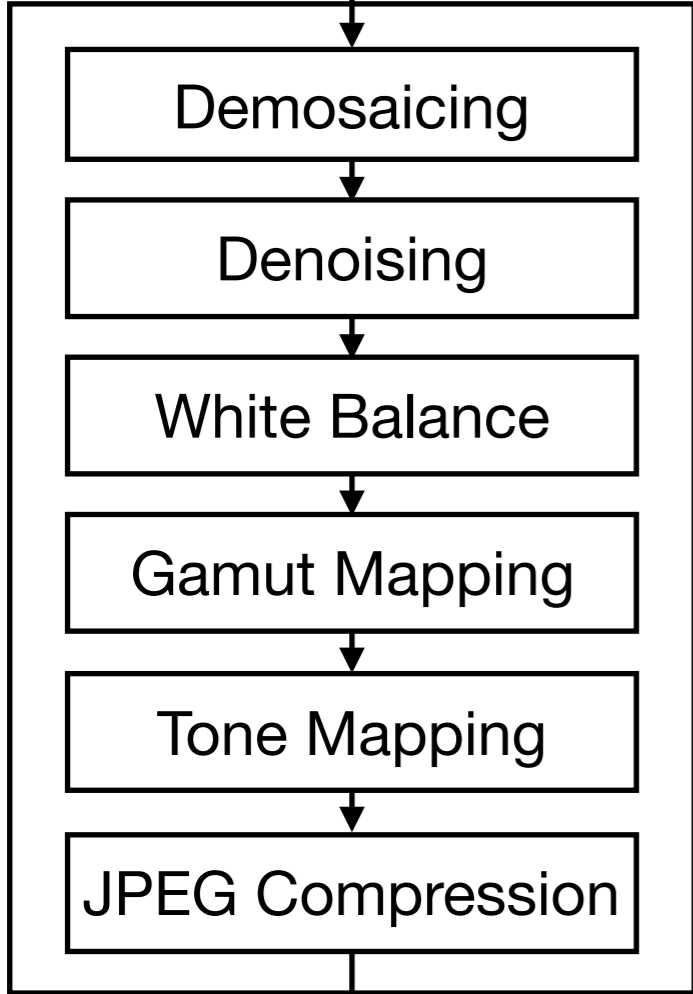 Demosaicing
Denoising
White Balance
Gamut Mapping
Tone Mapping
JPEG Compression